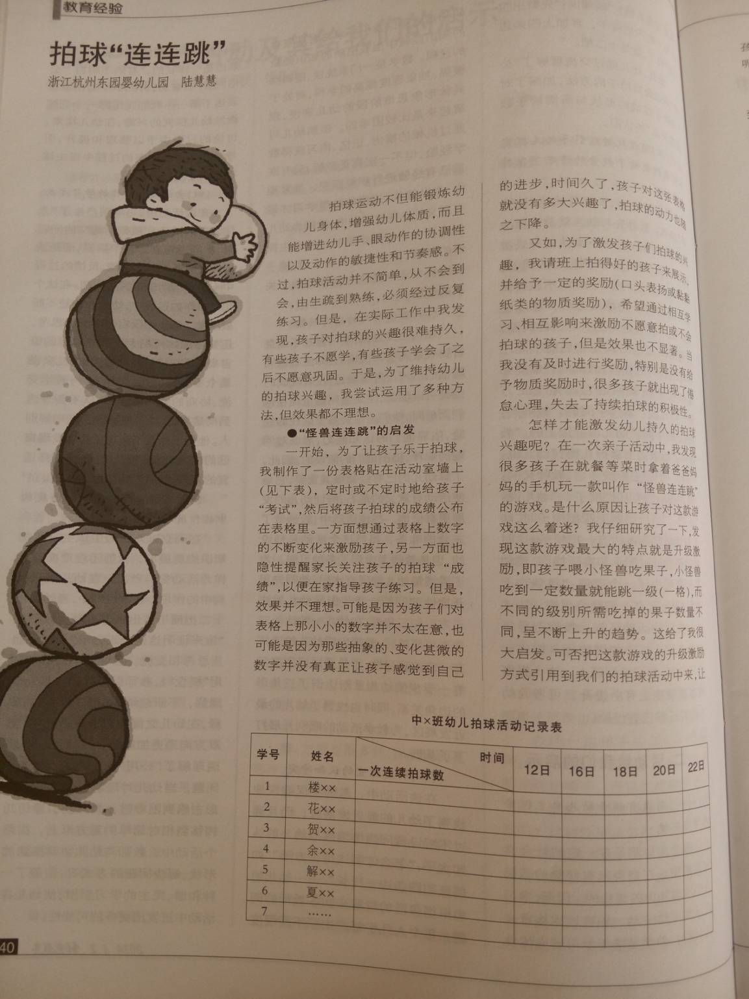 教育经验
拍球“连连跳”
浙江杭州东园婴幼儿园　陆慧慧
拍球运动不但能锻炼幼
儿身体，增强幼儿体质，而且
能增进幼儿手、眼动作的协调性
以及动作的敏捷性和节奏感。不
过，拍球活动并不简单，从不会到
会，由生疏到熟练，必须经过反复
练习。但是，在实际工作中我发
现，孩子对拍球的兴趣很难持久，
有些孩子不愿学，有些孩子学会了之
后不愿意巩固。于是，为了维持幼儿
的拍球兴趣，我尝试运用了多种方
法，但效果都不理想。
●“怪兽连连跳”的启发
一开始，为了让孩子乐于拍球，
我制作了一份表格贴在活动室墙上
（见下表），定时或不定时地给孩子
“考试”，然后将孩子拍球的成绩公布
在表格里。一方面想通过表格上数字
的不断变化来激励孩子，另一方面也
隐性提醒家长关注孩子的拍球“成
绩”，以便在家指导孩子练习。但是，
效果并不理想。可能是因为孩子们对
表格上那小小的数字并不太在意，也
可能是因为那些抽象的、变化甚微的
数字并没有真正让孩子感觉到自己
的进步，时间久了，孩子对这张表格
就没有多大兴趣了，拍球的动力也随
之下降。
又如，为了激发孩子们拍球的兴
趣，我请班上拍得好的孩子来展示，
并给予一定的奖励（口头表扬或黏黏
纸类的物质奖励），希望通过相互学
习、相互影响来激励不愿意拍或不会
拍球的孩子，但是效果也不显著。当
我没有及时进行奖励，特别是没有给
予物质奖励时，很多孩子就出现了倦
怠心理，失去了持续拍球的积极性。
怎样才能激发幼儿持久的拍球
兴趣呢？在一次亲子活动中，我发现
很多孩子在就餐等菜时拿着爸爸妈
妈的手机玩一款叫作“怪兽连连跳”
的游戏。是什么原因让孩子对这款游
戏这么着迷？我仔细研究了一下，发
现这款游戏最大的特点就是升级激
励，即孩子喂小怪兽吃果子，小怪兽
吃到一定数量就能跳一级（一格），而
不同的级别所需吃掉的果子数量不
同，呈不断上升的趋势。这给了我很
大启发。可否把这款游戏的升级激励
方式引用到我们的拍球活动中来，让
中×班幼儿拍球活动记录表
学号　姓名　时间　一次连续拍球数　12日　16日　18日　20日　22日
1　楼××
2　花××
3　贺××
4　余××
5　解××
6　夏××
7　……
40